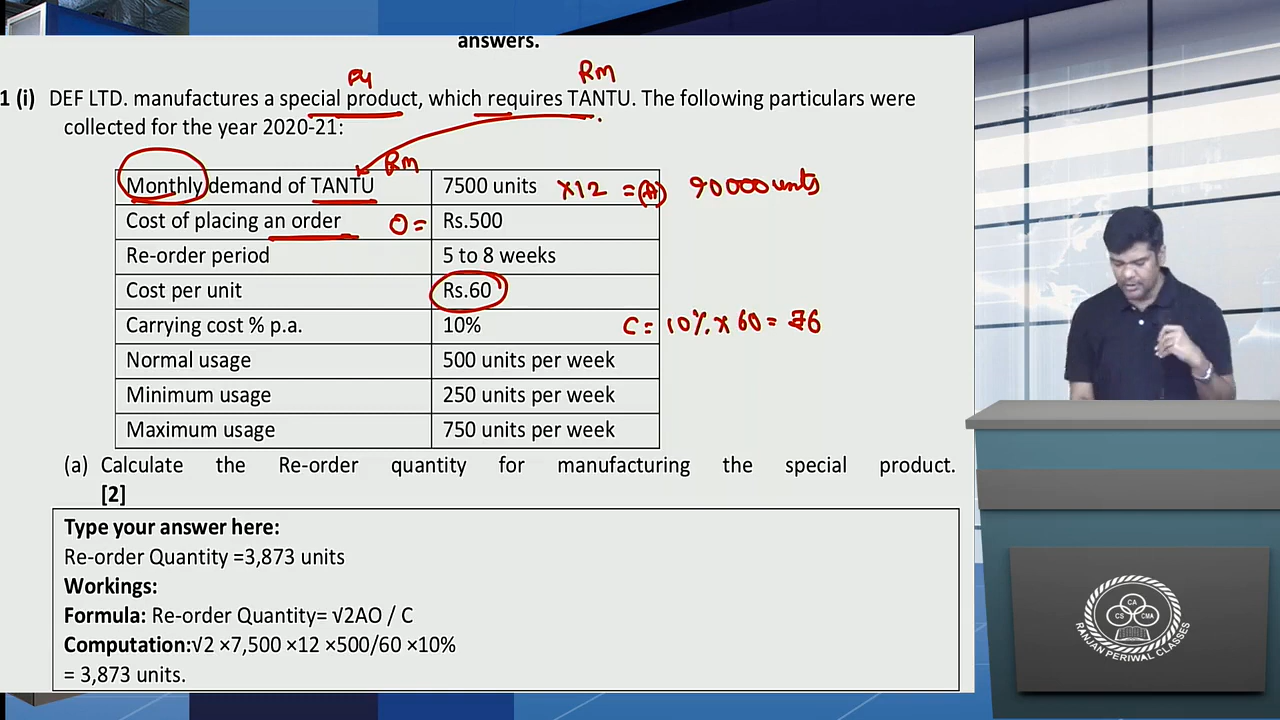 answers.
FG RM
1 (i) DEF LTD. manufactures a special product, which requires TANTU. The following particulars were
collected for the year 2020-21:
RM
Monthly demand of TANTU 7500 units ×12 = (A) 90000 units
Cost of placing an order O = Rs.500
Re-order period 5 to 8 weeks
Cost per unit Rs.60
Carrying cost % p.a. 10% C = 10% × 60 = ₹6
Normal usage 500 units per week
Minimum usage 250 units per week
Maximum usage 750 units per week
(a) Calculate the Re-order quantity for manufacturing the special product.
[2]
Type your answer here:
Re-order Quantity =3,873 units
Workings:
Formula: Re-order Quantity= √2AO / C
Computation:√2 ×7,500 ×12 ×500/60 ×10%
= 3,873 units.
CA
CS CMA
RANJAN PERIWAL CLASSES